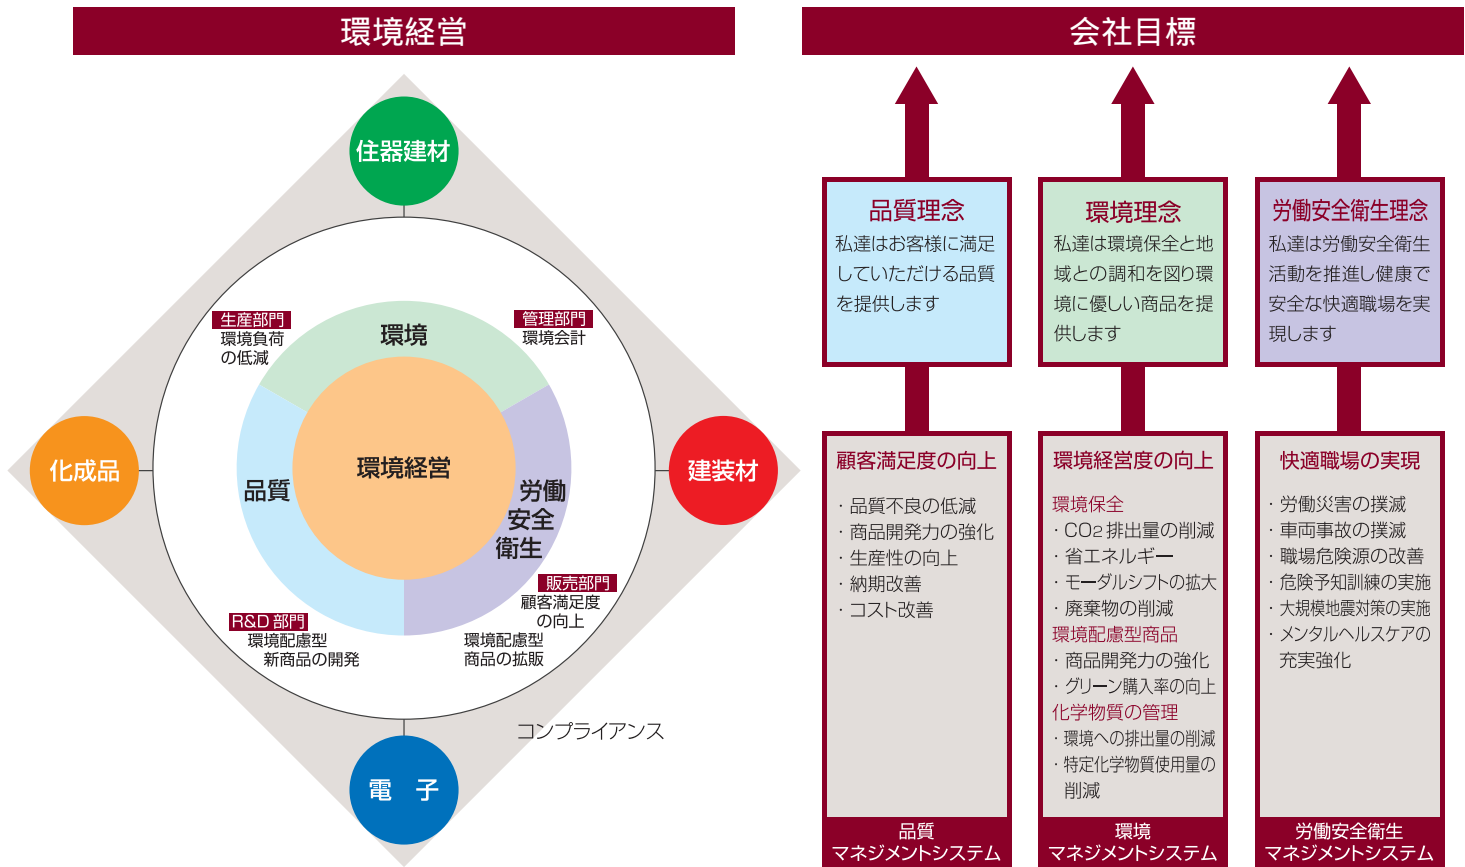 環境経営
住器建材
生産部門
環境負荷
の低減
管理部門
環境会計
環境
化成品
品質
環境経営
労働
安全
衛生
建装材
R&D部門
環境配慮型
新商品の開発
販売部門
顧客満足度
の向上
環境配慮型
商品の拡販
コンプライアンス
電　子
会社目標
品質理念
私達はお客様に満足
していただける品質
を提供します
環境理念
私達は環境保全と地
域との調和を図り環
境に優しい商品を提
供します
労働安全衛生理念
私達は労働安全衛生
活動を推進し健康で
安全な快適職場を実
現します
顧客満足度の向上
・品質不良の低減
・商品開発力の強化
・生産性の向上
・納期改善
・コスト改善
品質
マネジメントシステム
環境経営度の向上
環境保全
・CO2排出量の削減
・省エネルギー
・モーダルシフトの拡大
・廃棄物の削減
環境配慮型商品
・商品開発力の強化
・グリーン購入率の向上
化学物質の管理
・環境への排出量の削減
・特定化学物質使用量の
削減
環境
マネジメントシステム
快適職場の実現
・労働災害の撲滅
・車両事故の撲滅
・職場危険源の改善
・危険予知訓練の実施
・大規模地震対策の実施
・メンタルヘルスケアの
充実強化
労働安全衛生
マネジメントシステム